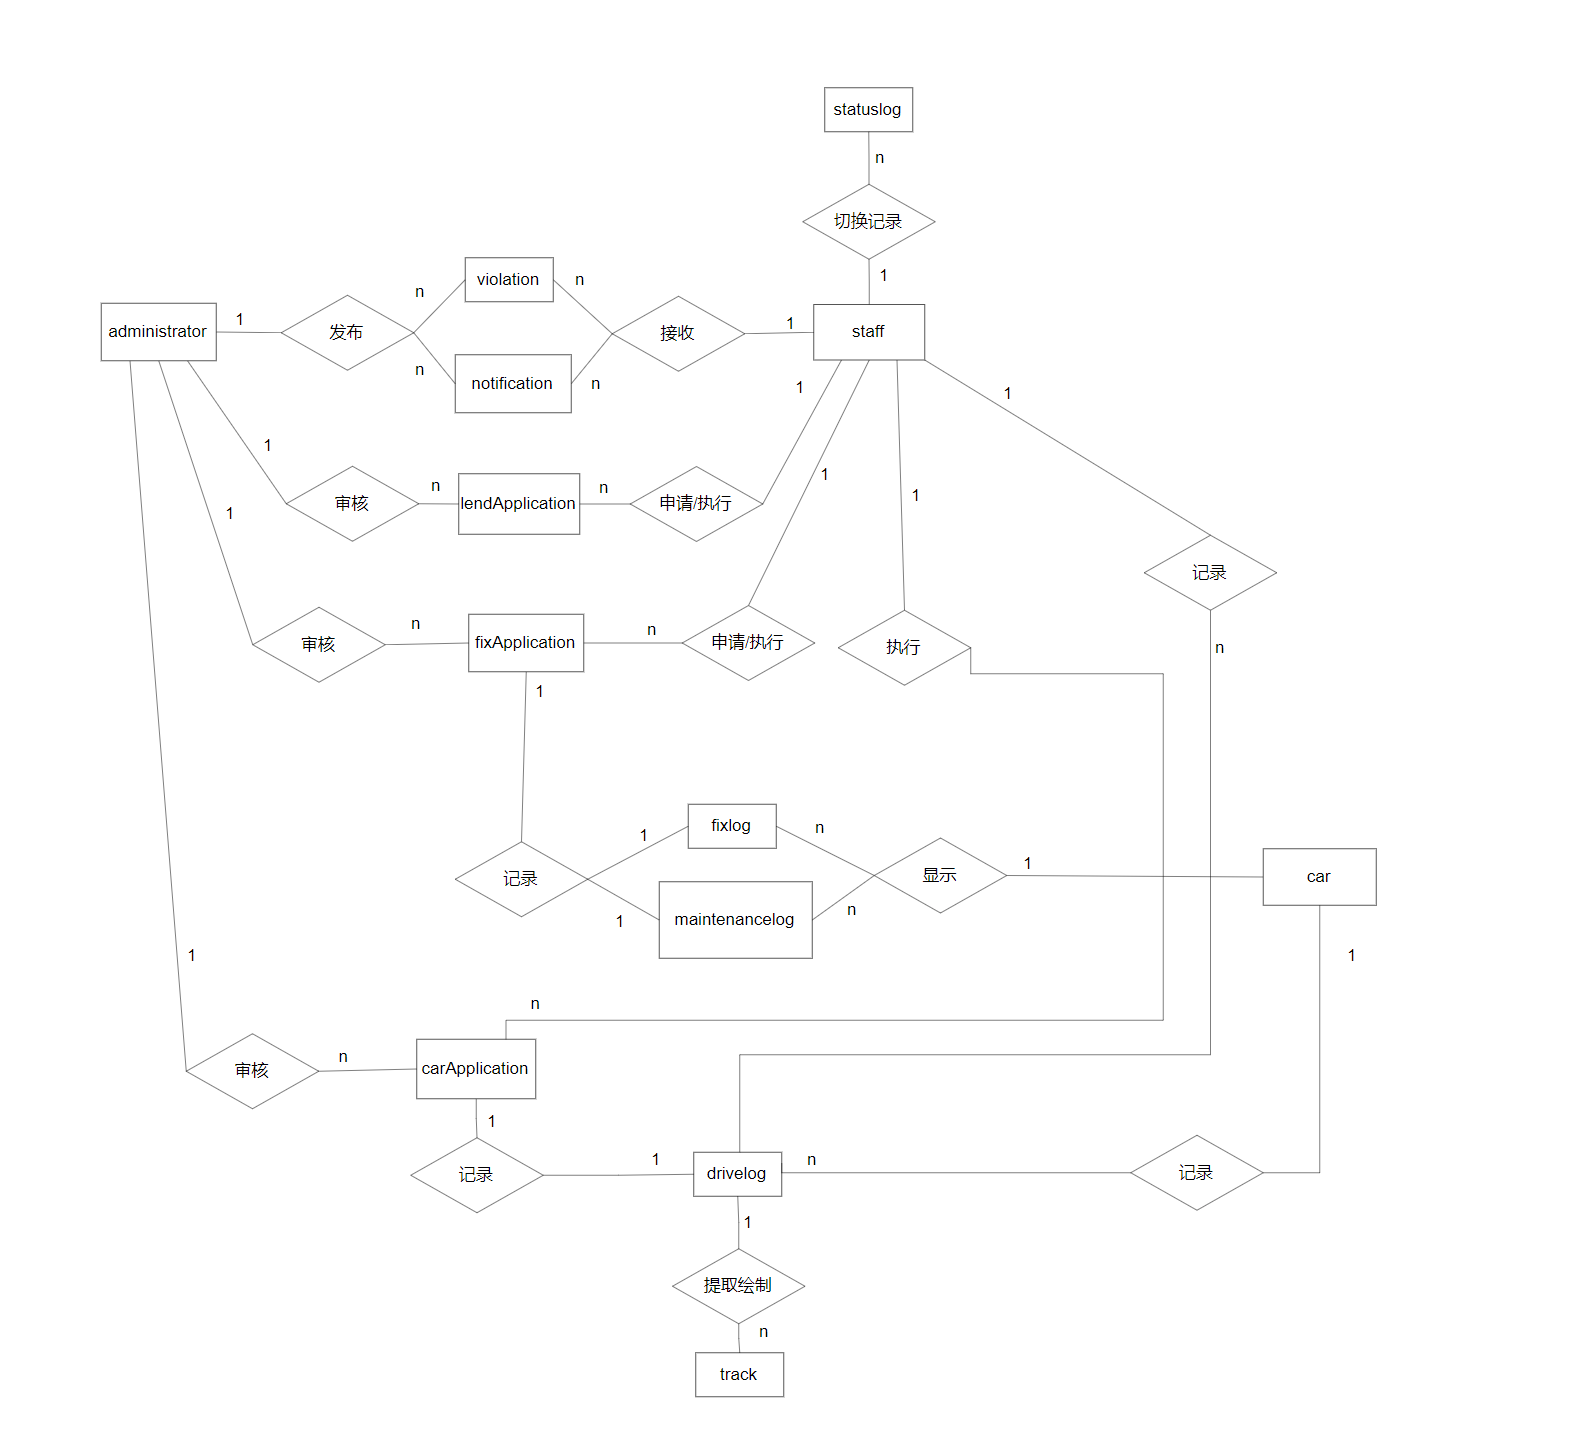 statuslog
n
切换记录
1
violation
n
n
administrator
1
发布
接收
1
staff
n
notification
n
1
1
1
审核
n
lendApplication
n
申请/执行
1
1
1
记录
审核
n
fixApplication
n
申请/执行
执行
n
1
fixlog
n
1
记录
显示
1
car
1
maintenancelog
n
1
1
n
审核
n
carApplication
1
记录
1
drivelog
n
记录
1
提取绘制
n
track